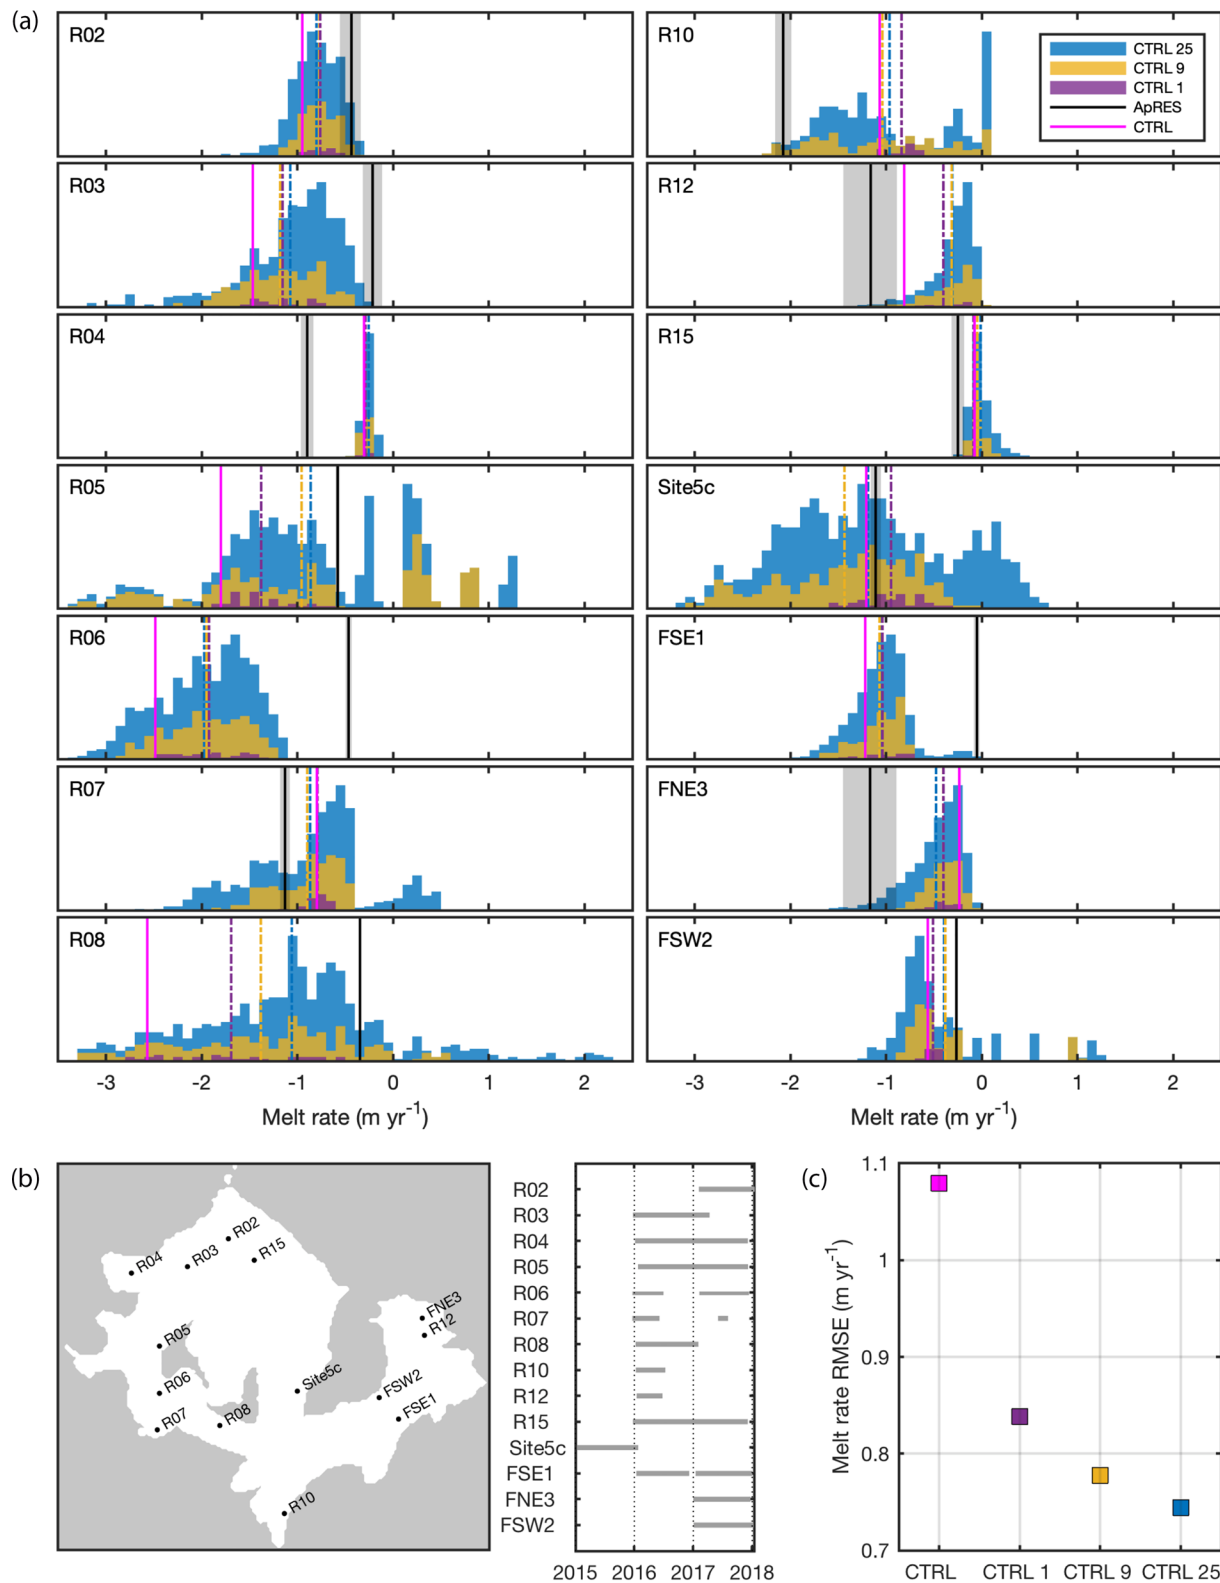 (a)
R02
R03
R04
R05
R06
R07
R08
-3 -2 -1 0 1 2
Melt rate (m yr⁻¹)
R10
CTRL 25
CTRL 9
CTRL 1
ApRES
CTRL
R12
R15
Site5c
FSE1
FNE3
FSW2
-3 -2 -1 0 1 2
Melt rate (m yr⁻¹)
(b)
R02
R15
R03
R04
FNE3
R12
R05
R06
Site5c
FSW2
FSE1
R07
R08
R10
R02
R03
R04
R05
R06
R07
R08
R10
R12
R15
Site5c
FSE1
FNE3
FSW2
2015 2016 2017 2018
(c)
Melt rate RMSE (m yr⁻¹)
1.1
1
0.9
0.8
0.7
CTRL CTRL 1 CTRL 9 CTRL 25